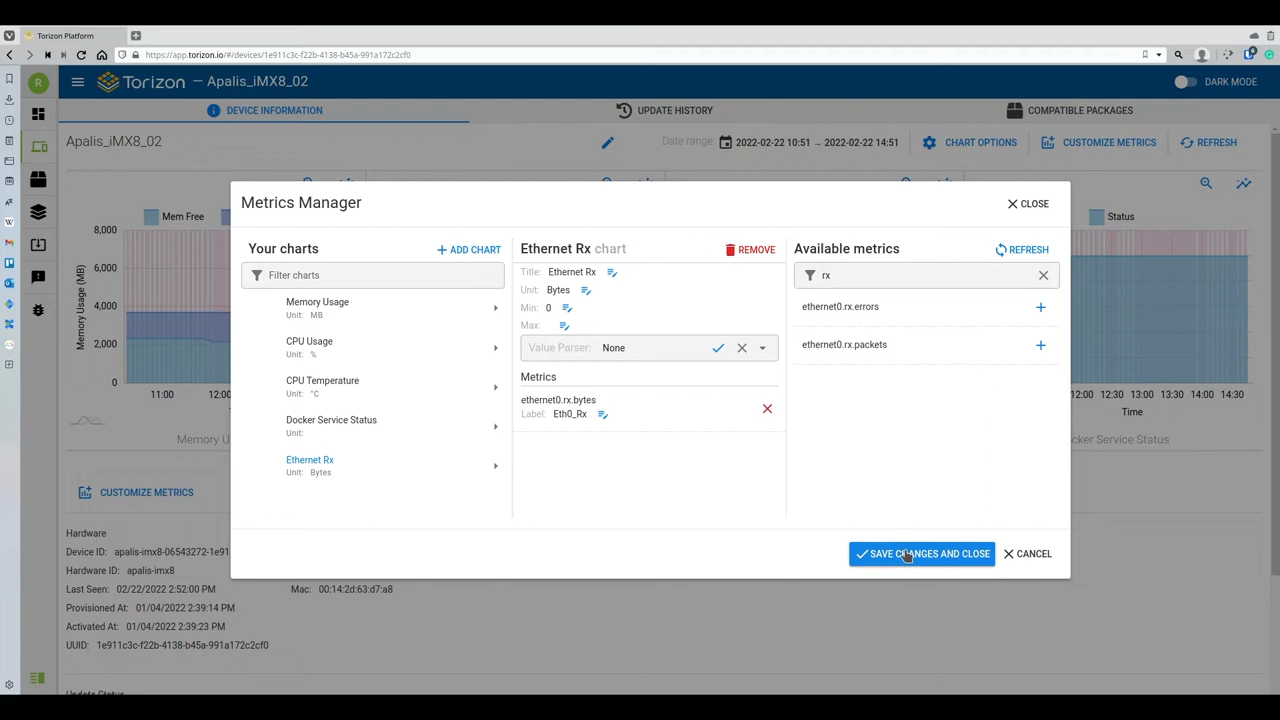 Torizon Platform
https://app.torizon.io/#/devices/1e911c3c-f22b-4138-b45a-991a172c2cf0
R
Torizon — Apalis_iMX8_02
DARK MODE
DEVICE INFORMATION
UPDATE HISTORY
COMPATIBLE PACKAGES
Apalis_iMX8_02
Date range: 2022-02-22 10:51 → 2022-02-22 14:51
CHART OPTIONS
CUSTOMIZE METRICS
REFRESH
Metrics Manager
CLOSE
Mem Free
Status
8,000
6,000
4,000
2,000
0
Memory Usage (MB)
11:00
12:00
12:30
13:00
13:30
14:00
14:30
Time
Memory U
cker Service Status
Your charts
ADD CHART
Filter charts
Memory Usage
Unit: MB
CPU Usage
Unit: %
CPU Temperature
Unit: °C
Docker Service Status
Unit:
Ethernet Rx
Unit: Bytes
Ethernet Rx chart
REMOVE
Title: Ethernet Rx
Unit: Bytes
Min: 0
Max:
Value Parser: None
Metrics
ethernet0.rx.bytes
Label: Eth0_Rx
Available metrics
REFRESH
rx
ethernet0.rx.errors
ethernet0.rx.packets
SAVE CHANGES AND CLOSE
CANCEL
CUSTOMIZE METRICS
Hardware
Device ID: apalis-imx8-06543272-1e91
Hardware ID: apalis-imx8
Last Seen: 02/22/2022 2:52:00 PM
Mac: 00:14:2d:63:d7:a8
Provisioned At: 01/04/2022 2:39:14 PM
Activated At: 01/04/2022 2:39:23 PM
UUID: 1e911c3c-f22b-4138-b45a-991a172c2cf0